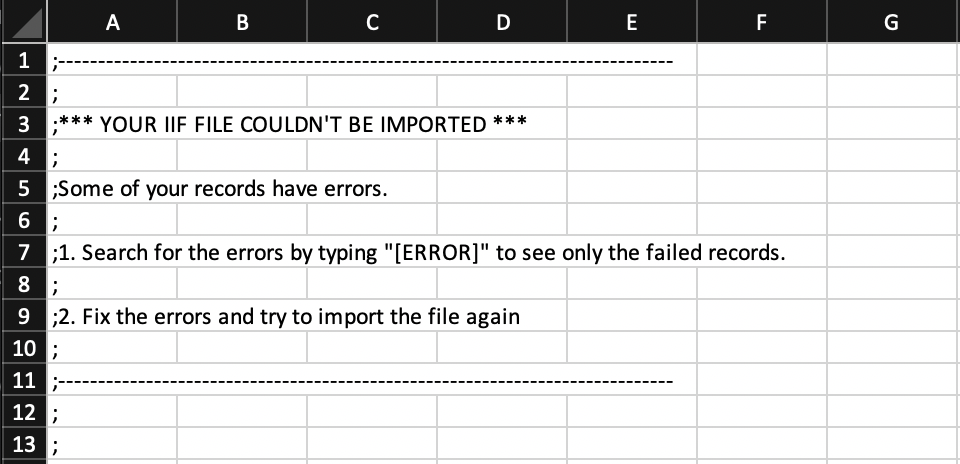 A B C D E F G
1 ;-----------------------------------------------------------------------------
2 ;
3 ;*** YOUR IIF FILE COULDN'T BE IMPORTED ***
4 ;
5 ;Some of your records have errors.
6 ;
7 ;1. Search for the errors by typing "[ERROR]" to see only the failed records.
8 ;
9 ;2. Fix the errors and try to import the file again
10 ;
11 ;-----------------------------------------------------------------------------
12 ;
13 ;